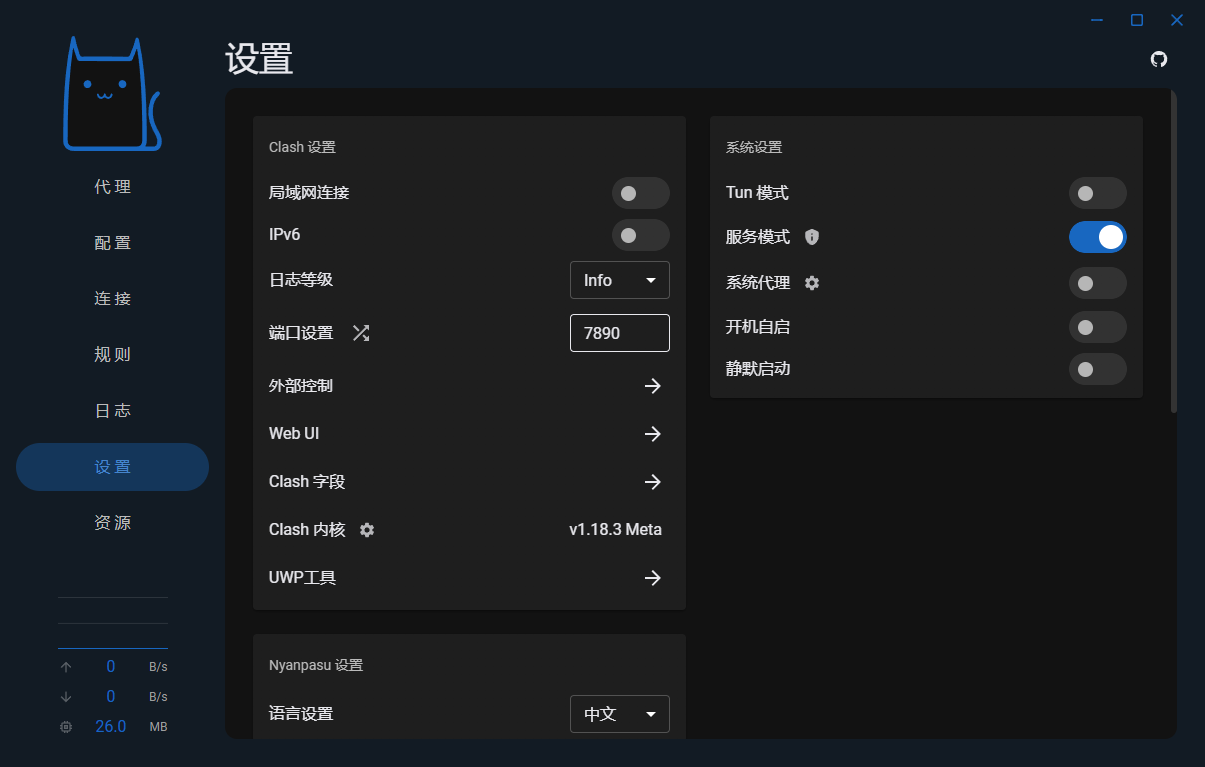 设置
代理
配置
连接
规则
日志
设置
资源
0 B/s
0 B/s
26.0 MB
Clash 设置
局域网连接
IPv6
日志等级 Info
端口设置 7890
外部控制
Web UI
Clash 字段
Clash 内核 v1.18.3 Meta
UWP工具
Nyanpasu 设置
语言设置 中文
系统设置
Tun 模式
服务模式
系统代理
开机自启
静默启动